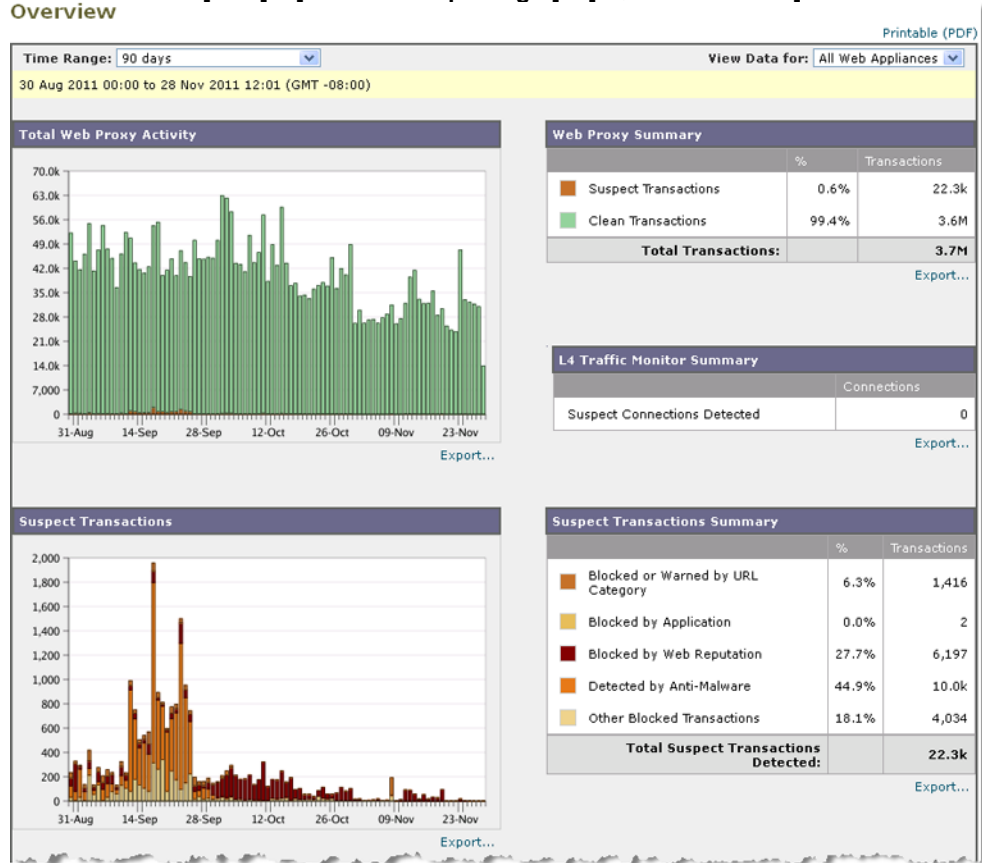 Overview
Printable (PDF)
Time Range: 90 days
View Data for: All Web Appliances
30 Aug 2011 00:00 to 28 Nov 2011 12:01 (GMT -08:00)
Total Web Proxy Activity
70.0k
63.0k
56.0k
49.0k
42.0k
35.0k
28.0k
21.0k
14.0k
7,000
0
31-Aug 14-Sep 28-Sep 12-Oct 26-Oct 09-Nov 23-Nov
Export...
Web Proxy Summary
% Transactions
Suspect Transactions 0.6% 22.3k
Clean Transactions 99.4% 3.6M
Total Transactions: 3.7M
Export...
L4 Traffic Monitor Summary
Connections
Suspect Connections Detected 0
Export...
Suspect Transactions
2,000
1,800
1,600
1,400
1,200
1,000
800
600
400
200
0
31-Aug 14-Sep 28-Sep 12-Oct 26-Oct 09-Nov 23-Nov
Export...
Suspect Transactions Summary
% Transactions
Blocked or Warned by URL
Category 6.3% 1,416
Blocked by Application 0.0% 2
Blocked by Web Reputation 27.7% 6,197
Detected by Anti-Malware 44.9% 10.0k
Other Blocked Transactions 18.1% 4,034
Total Suspect Transactions
Detected: 22.3k
Export...